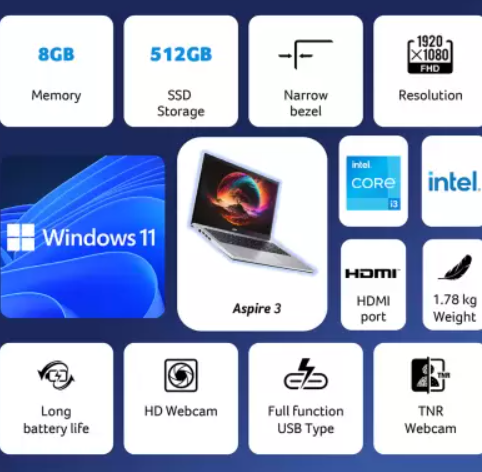 8GB
Memory
512GB
SSD
Storage
Narrow
bezel
1920
×1080
FHD
Resolution
Windows 11
Aspire 3
intel
CORE
i3
intel.
HDMI
HDMI
port
1.78 kg
Weight
Long
battery life
HD Webcam
Full function
USB Type
TNR
TNR
Webcam